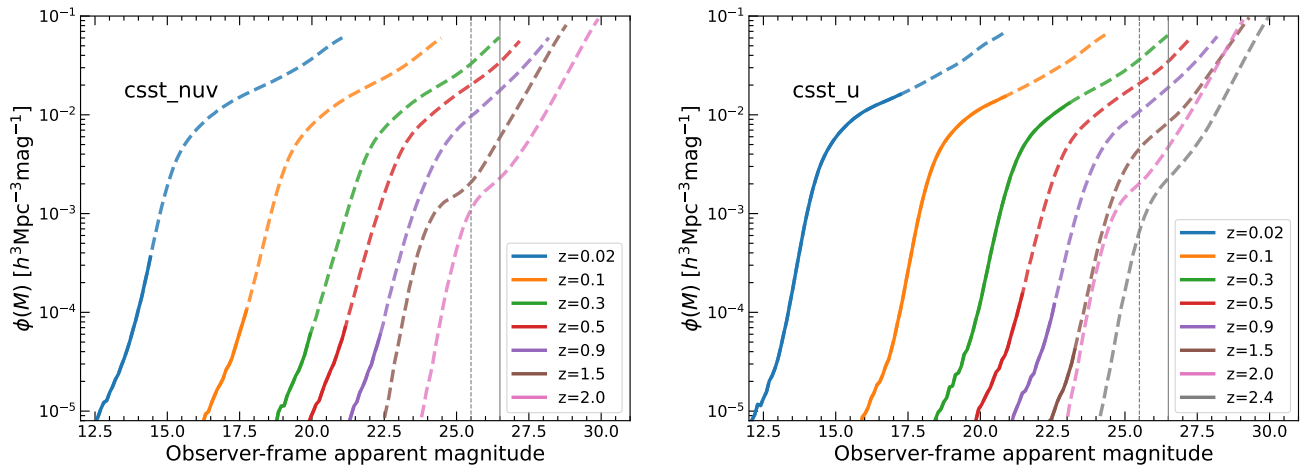 10⁻¹
10⁻²
10⁻³
10⁻⁴
10⁻⁵
ϕ(M) [h³Mpc⁻³mag⁻¹]
csst_nuv
z=0.02
z=0.1
z=0.3
z=0.5
z=0.9
z=1.5
z=2.0
12.5 15.0 17.5 20.0 22.5 25.0 27.5 30.0
Observer-frame apparent magnitude
10⁻¹
10⁻²
10⁻³
10⁻⁴
10⁻⁵
ϕ(M) [h³Mpc⁻³mag⁻¹]
csst_u
z=0.02
z=0.1
z=0.3
z=0.5
z=0.9
z=1.5
z=2.0
z=2.4
12.5 15.0 17.5 20.0 22.5 25.0 27.5 30.0
Observer-frame apparent magnitude